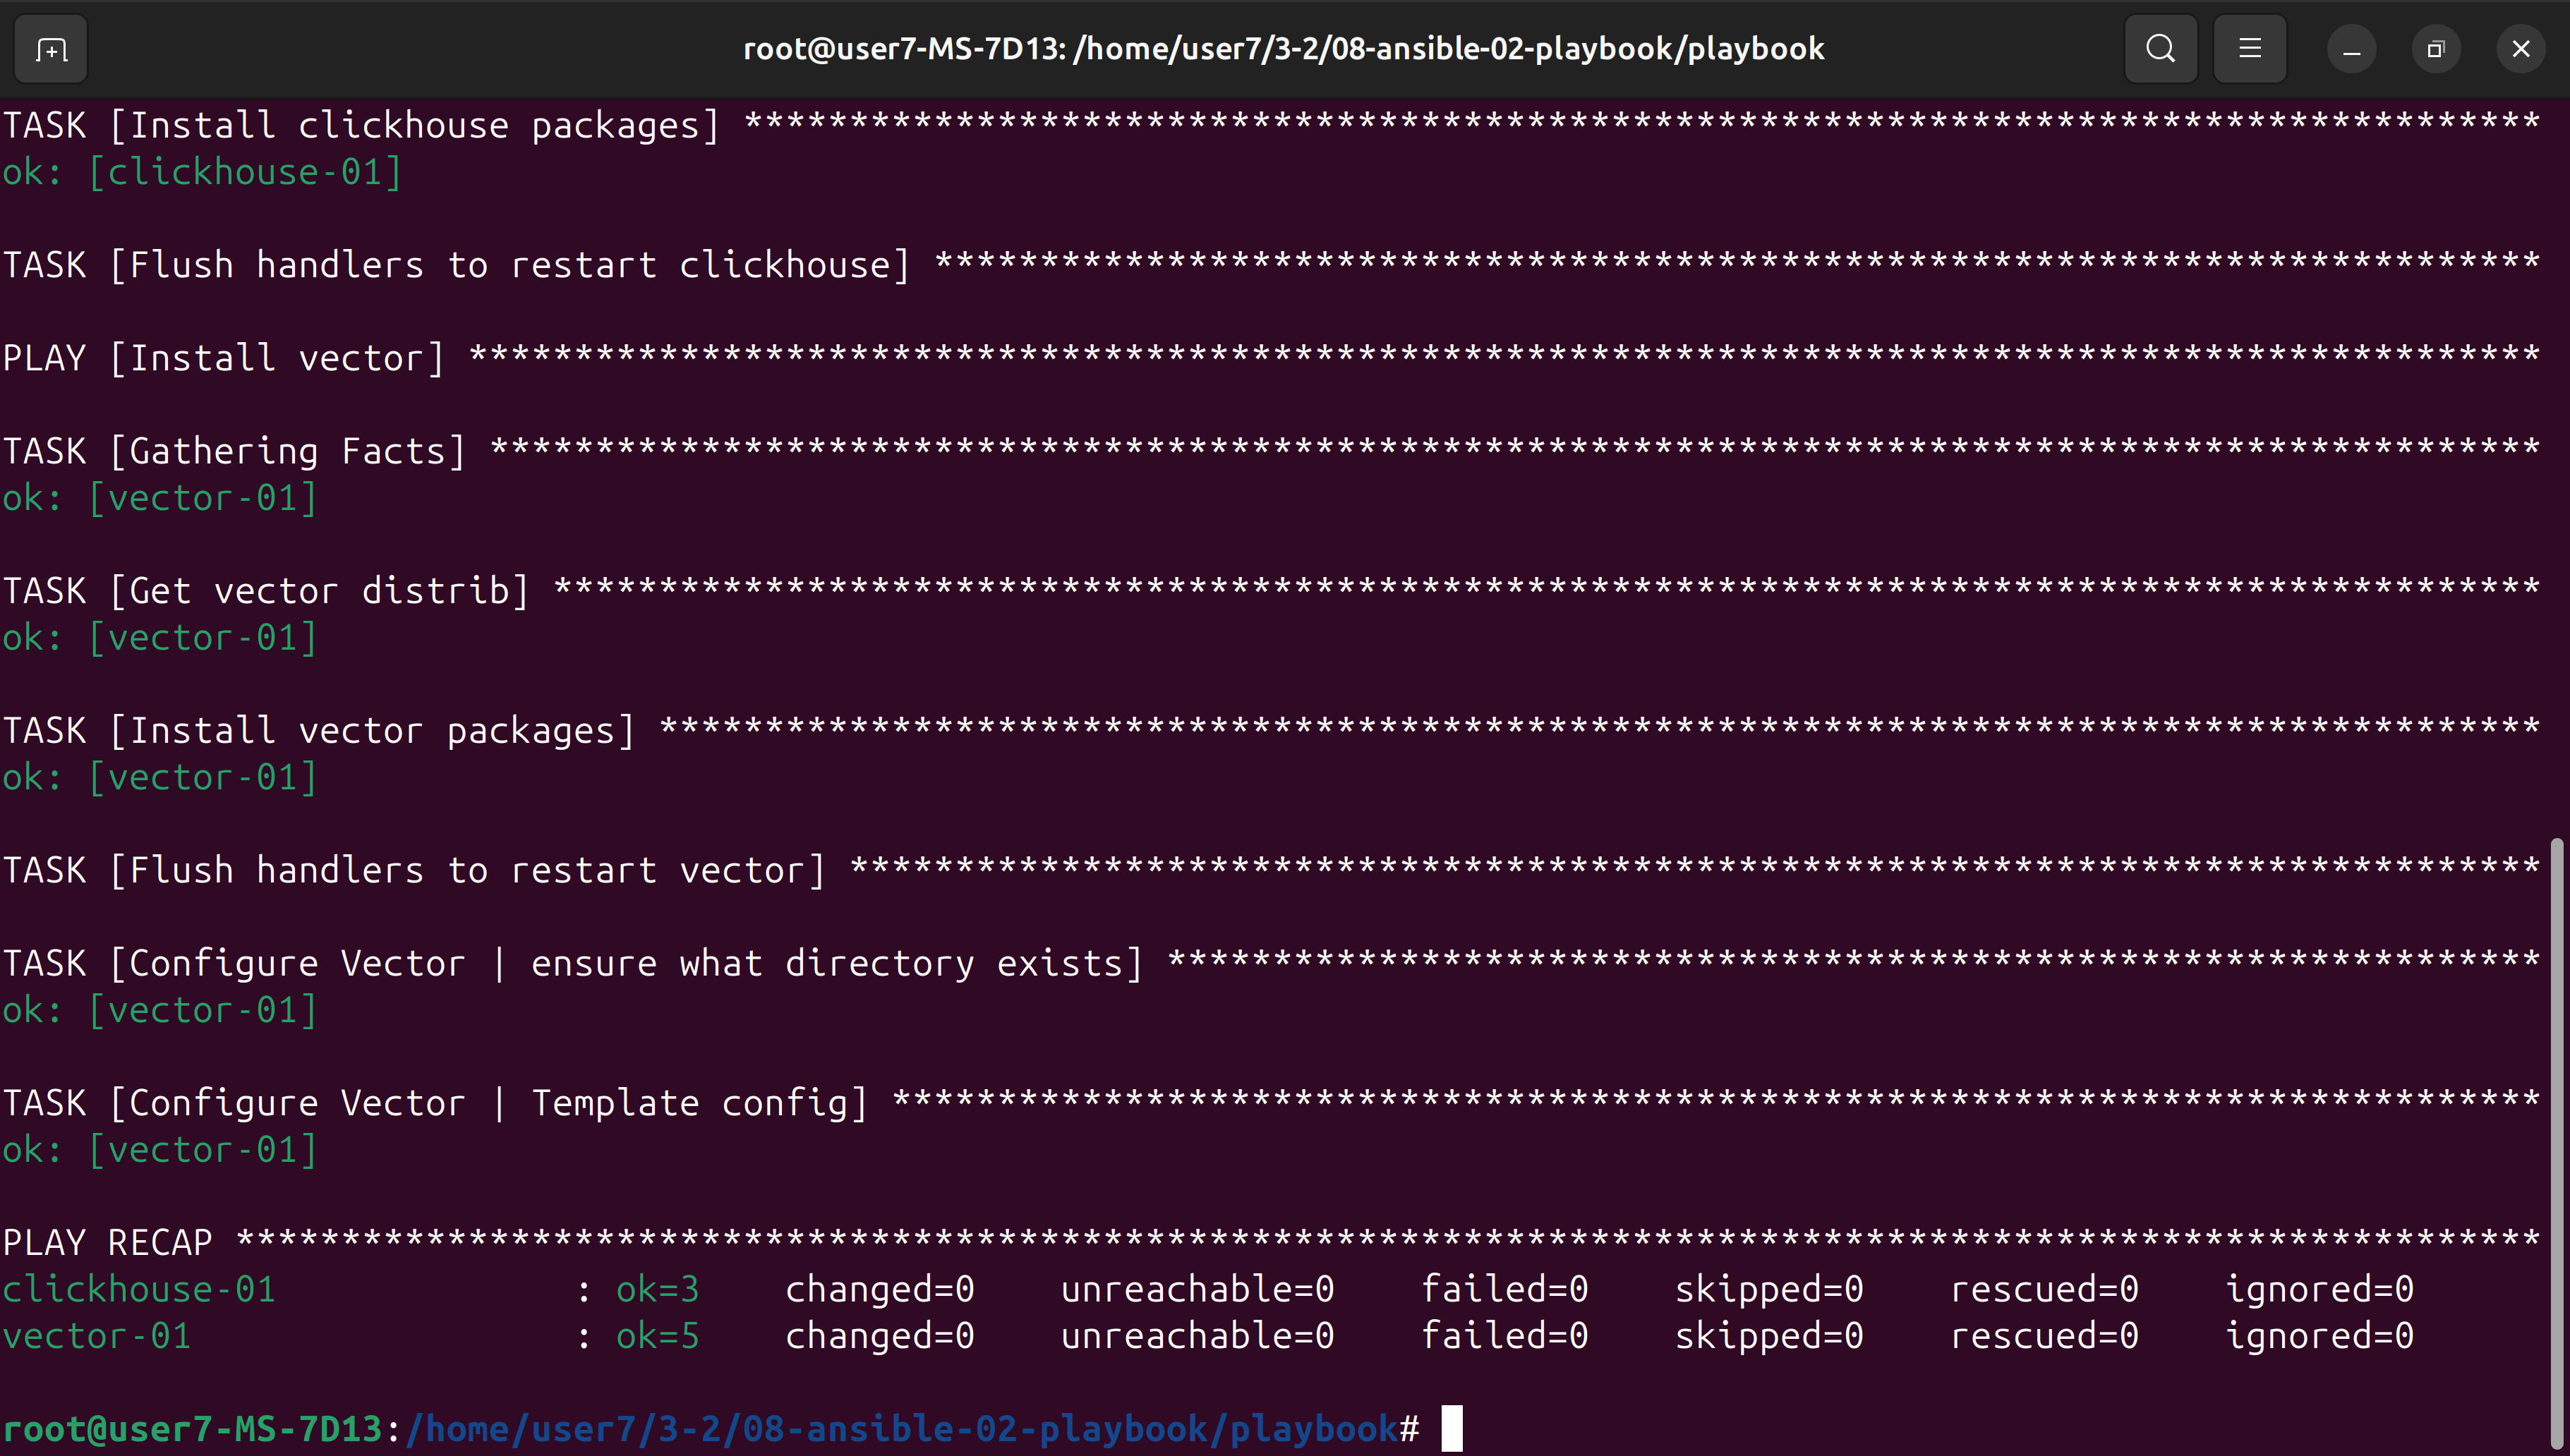 root@user7-MS-7D13: /home/user7/3-2/08-ansible-02-playbook/playbook
TASK [Install clickhouse packages] *************************************************************************************
ok: [clickhouse-01]
TASK [Flush handlers to restart clickhouse] ****************************************************************************
PLAY [Install vector] **************************************************************************************************
TASK [Gathering Facts] *************************************************************************************************
ok: [vector-01]
TASK [Get vector distrib] **********************************************************************************************
ok: [vector-01]
TASK [Install vector packages] *****************************************************************************************
ok: [vector-01]
TASK [Flush handlers to restart vector] ********************************************************************************
TASK [Configure Vector | ensure what directory exists] *****************************************************************
ok: [vector-01]
TASK [Configure Vector | Template config] ******************************************************************************
ok: [vector-01]
PLAY RECAP *************************************************************************************************************
clickhouse-01              : ok=3    changed=0    unreachable=0    failed=0    skipped=0    rescued=0    ignored=0
vector-01                  : ok=5    changed=0    unreachable=0    failed=0    skipped=0    rescued=0    ignored=0
root@user7-MS-7D13:/home/user7/3-2/08-ansible-02-playbook/playbook#